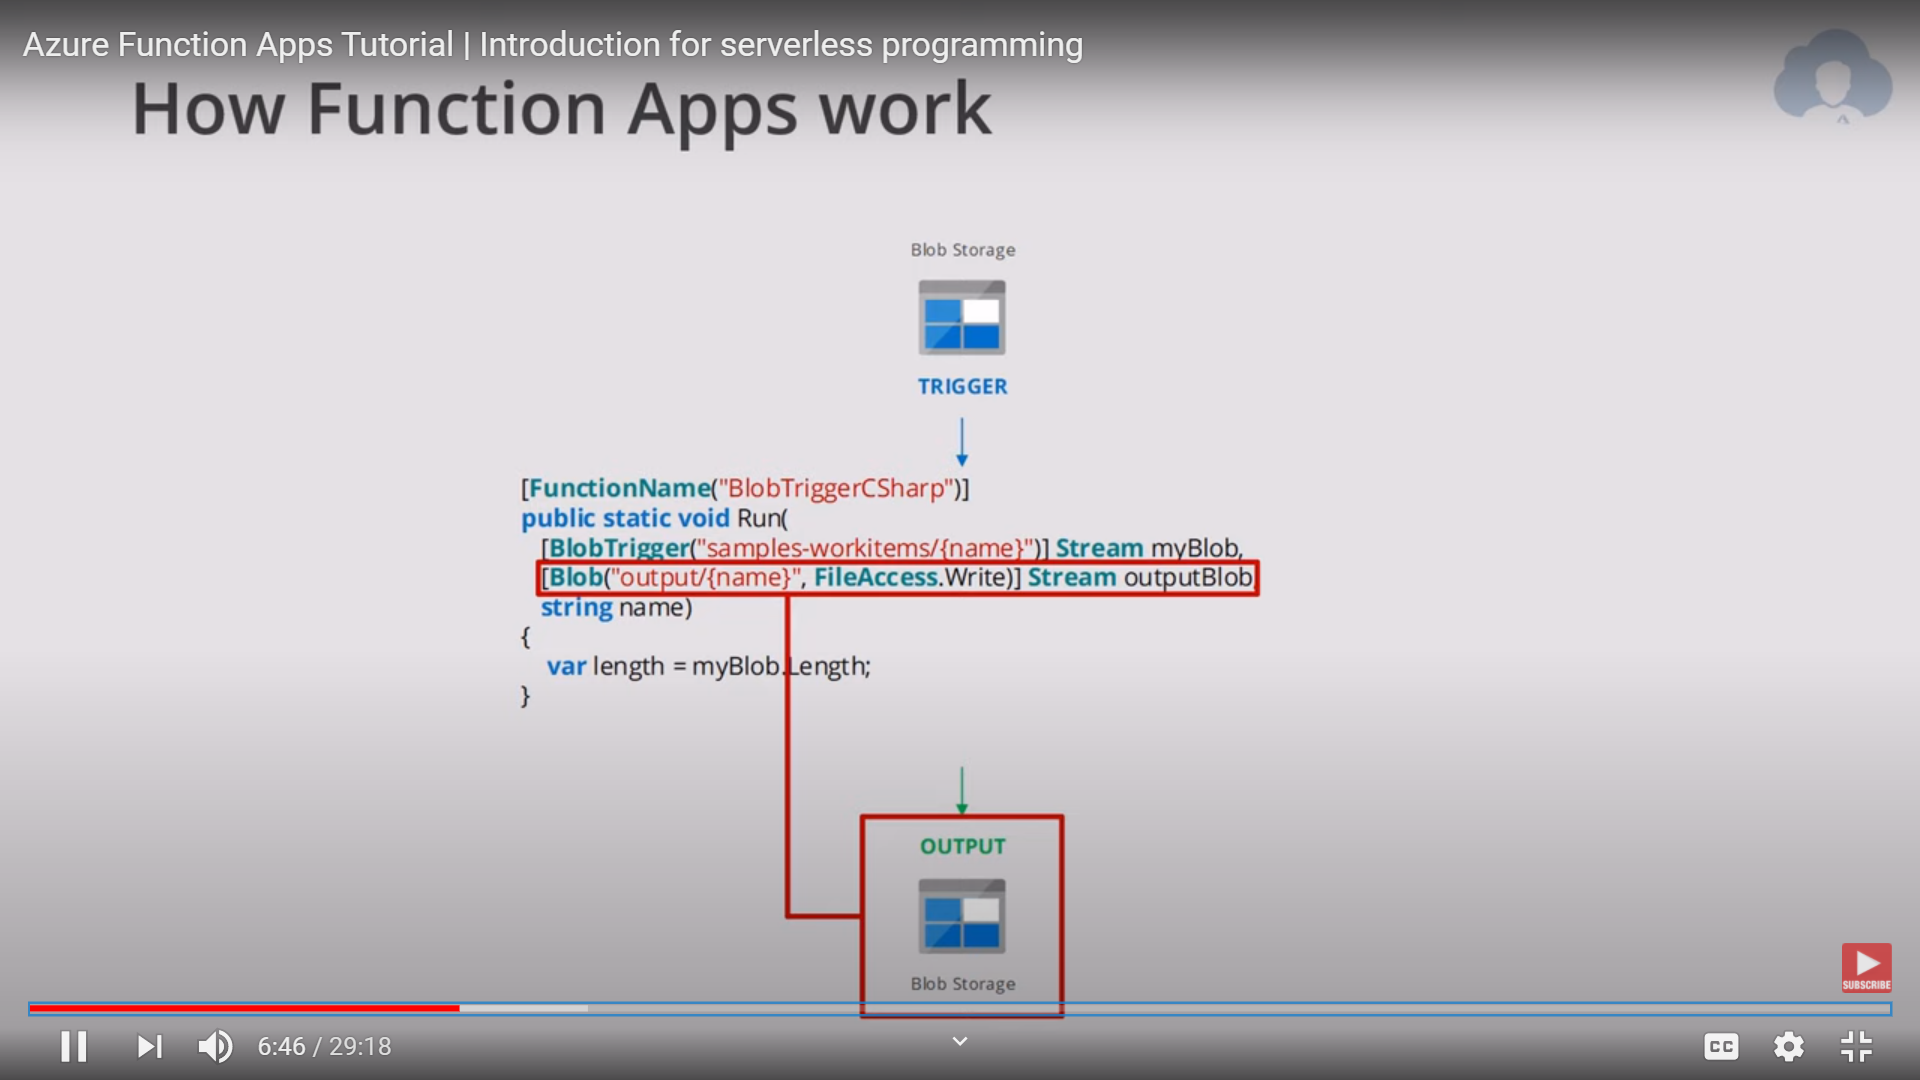 Azure Function Apps Tutorial | Introduction for serverless programming
How Function Apps work
Blob Storage
TRIGGER
[FunctionName("BlobTriggerCSharp")]
public static void Run(
[BlobTrigger("samples-workitems/{name}")] Stream myBlob,
[Blob("output/{name}", FileAccess.Write)] Stream outputBlob,
string name)
{
var length = myBlob.Length;
}
OUTPUT
Blob Storage
SUBSCRIBE
6:46 / 29:18
CC